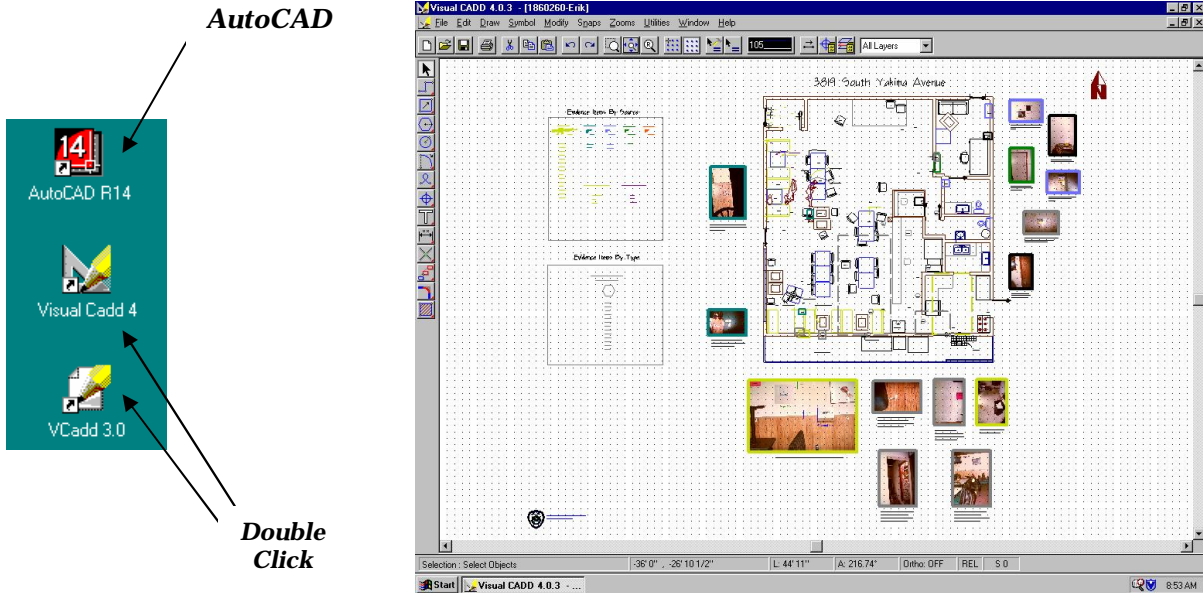 AutoCAD
14
AutoCAD R14
Visual Cadd 4
VCadd 3.0
Double
Click
Visual CADD 4.0.3 - [1860260-Erik]
File Edit Draw Symbol Modify Snaps Zooms Utilities Window Help
105
All Layers
3819 South Yakima Avenue
N
Evidence Items By Source
Evidence Items By Type
Selection : Select Objects
-36' 0" , -26' 10 1/2"
L: 44' 11"
A: 216.74°
Ortho: OFF
REL
S 0
Start
Visual CADD 4.0.3 - ...
8:53 AM